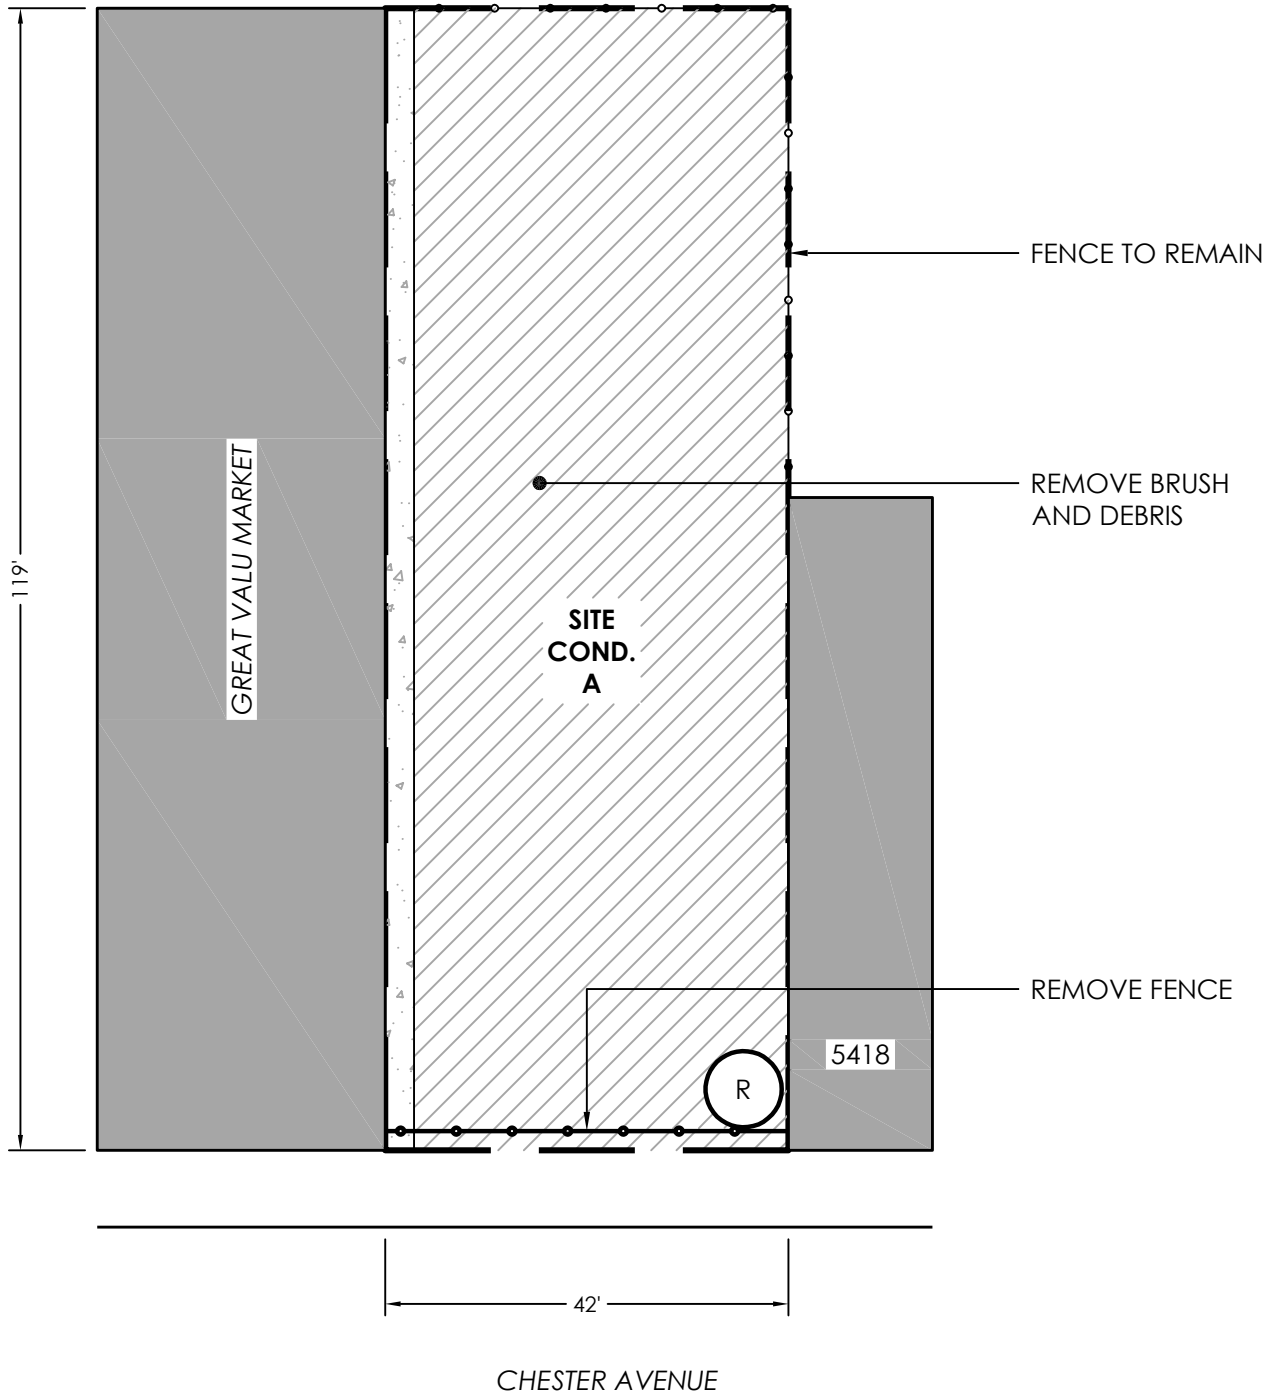 FENCE TO REMAIN
REMOVE BRUSH
AND DEBRIS
119'
GREAT VALU MARKET
SITE
COND.
A
REMOVE FENCE
5418
R
42'
CHESTER AVENUE